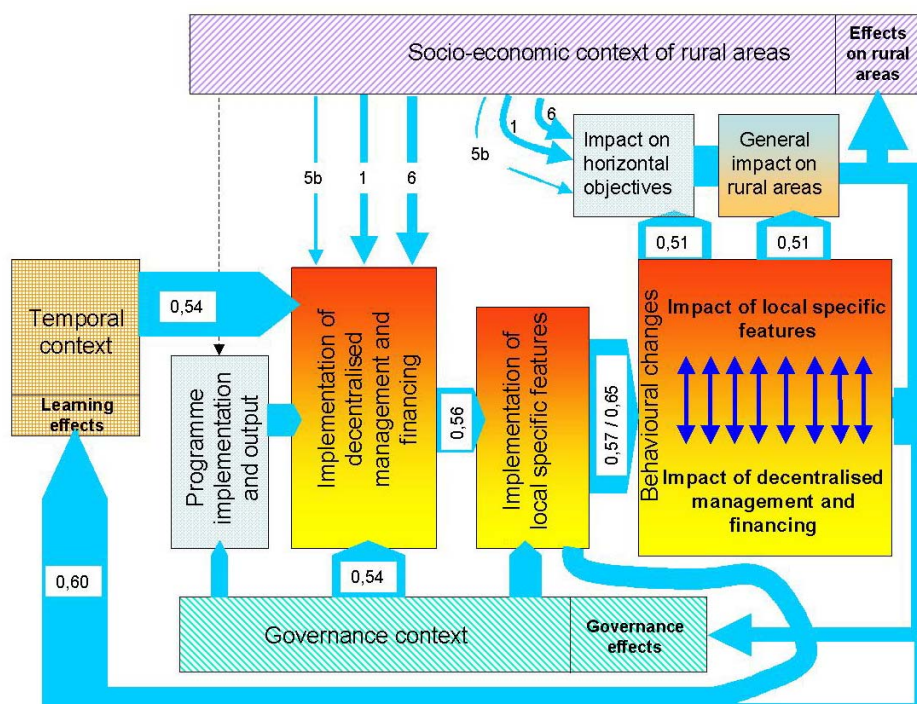 Socio-economic context of rural areas
Effects
on rural
areas
5b
1
6
5b
1
6
Impact on
horizontal
objectives
General
impact on
rural areas
0,51
0,51
Temporal
context
Learning
effects
0,54
Programme
implementation
and output
Implementation of
decentralised
management and
financing
0,56
Implementation of
local specific features
0,57 / 0,65
Behavioural changes
Impact of local specific
features
Impact of decentralised
management and
financing
0,60
0,54
Governance context
Governance
effects